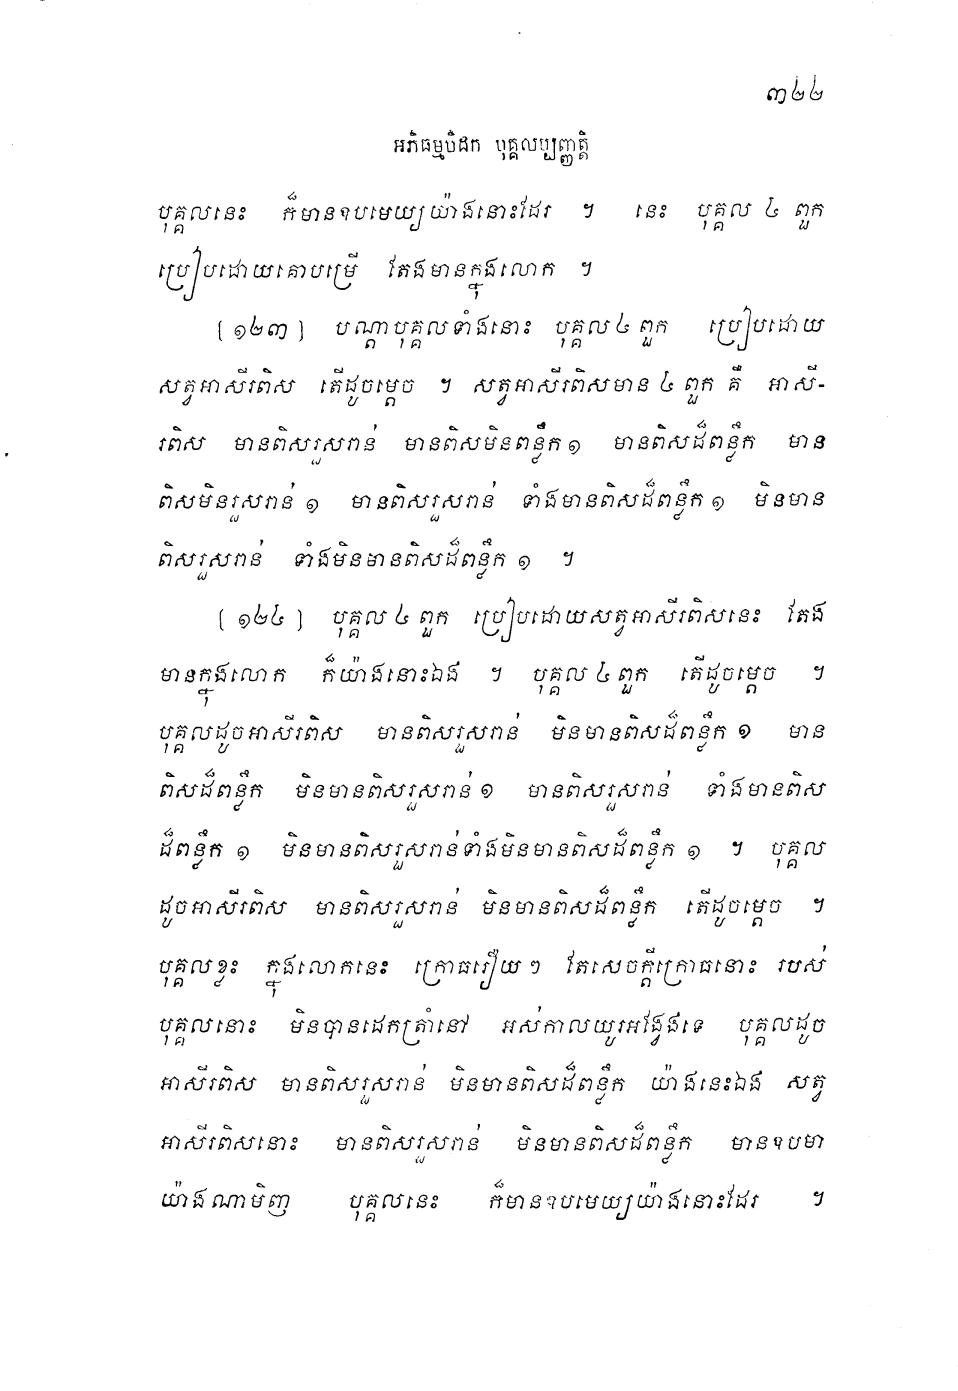 ៣៤៤
អភិធម្មបិដក បុគ្គលប្បញ្ញត្តិ
បុគ្គលនេះ ក៏មានឧបមេយ្យយ៉ាងនោះដែរ ។ នេះ បុគ្គល ៤ ពួក
ប្រៀបដោយគោបម្រើ តែងមានក្នុងលោក ។
[១២៣] បណ្តាបុគ្គលទាំងនោះ បុគ្គល ៤ ពួក ប្រៀបដោយ
សត្វអាសីរពិស តើដូចម្តេច ។ សត្វអាសីរពិសមាន ៤ ពួក គឺ អាសី-
រពិស មានពិសរួសរាន់ មានពិសមិនពន្លឹក ១ មានពិសដ៏ពន្លឹក មាន
ពិសមិនរួសរាន់ ១ មានពិសរួសរាន់ ទាំងមានពិសដ៏ពន្លឹក ១ មិនមាន
ពិសរួសរាន់ ទាំងមិនមានពិសដ៏ពន្លឹក ១ ។
[១២៤] បុគ្គល ៤ ពួក ប្រៀបដោយសត្វអាសីរពិសនេះ តែង
មានក្នុងលោក ក៏យ៉ាងនោះឯង ។ បុគ្គល ៤ ពួក តើដូចម្តេច ។
បុគ្គលដូចអាសីរពិស មានពិសរួសរាន់ មិនមានពិសដ៏ពន្លឹក ១ មាន
ពិសដ៏ពន្លឹក មិនមានពិសរួសរាន់ ១ មានពិសរួសរាន់ ទាំងមានពិស
ដ៏ពន្លឹក ១ មិនមានពិសរួសរាន់ទាំងមិនមានពិសដ៏ពន្លឹក ១ ។ បុគ្គល
ដូចអាសីរពិស មានពិសរួសរាន់ មិនមានពិសដ៏ពន្លឹក តើដូចម្តេច ។
បុគ្គលខ្លះ ក្នុងលោកនេះ ក្រោធរឿយៗ តែសេចក្តីក្រោធនោះ របស់
បុគ្គលនោះ មិនបានដេកត្រាំនៅ អស់កាលយូរអង្វែងទេ បុគ្គលដូច
អាសីរពិស មានពិសរួសរាន់ មិនមានពិសដ៏ពន្លឹក យ៉ាងនេះឯង សត្វ
អាសីរពិសនោះ មានពិសរួសរាន់ មិនមានពិសដ៏ពន្លឹក មានឧបមា
យ៉ាងណាមិញ បុគ្គលនេះ ក៏មានឧបមេយ្យយ៉ាងនោះដែរ ។